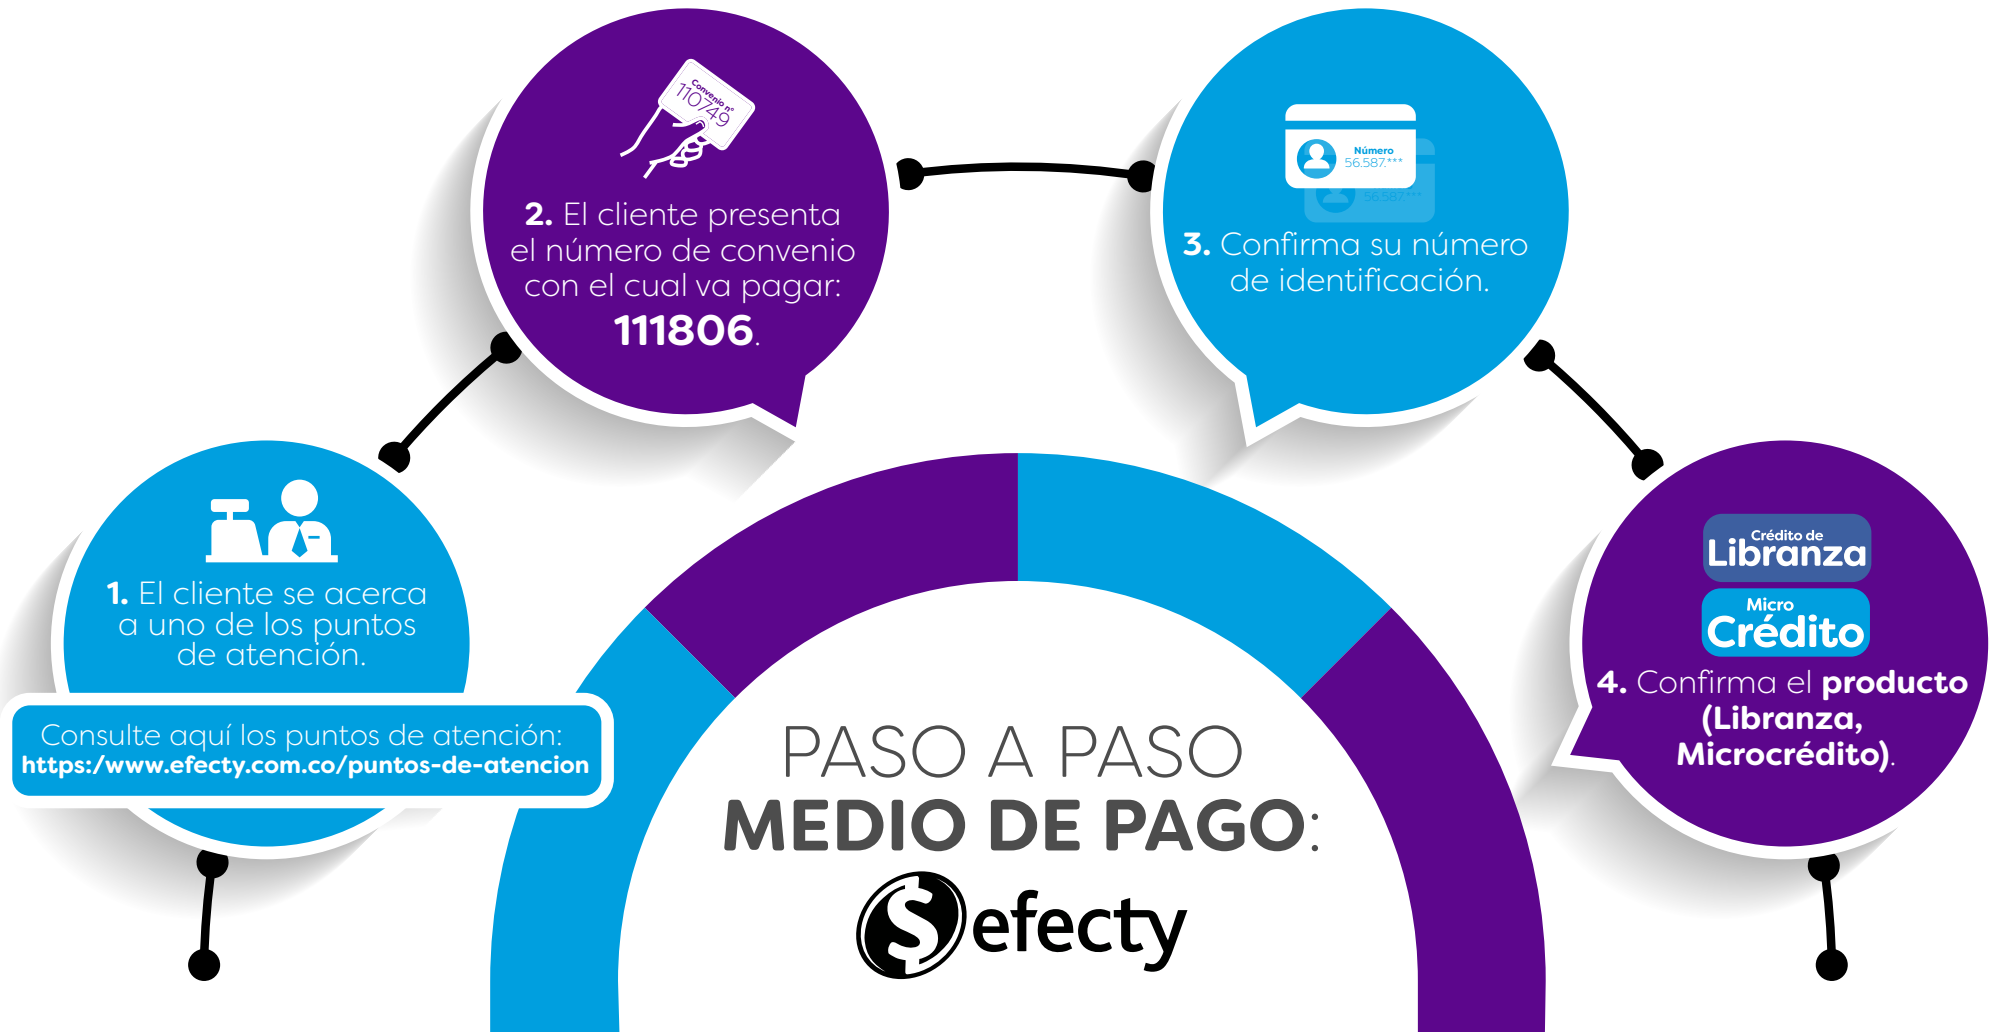 Convenio nº
110749
2. El cliente presenta
el número de convenio
con el cual va pagar:
111806.
Número
56.587.***
56.587.***
3. Confirma su número
de identificación.
1. El cliente se acerca
a uno de los puntos
de atención.
Consulte aquí los puntos de atención:
https:/www.efecty.com.co/puntos-de-atencion
Crédito de
Libranza
Micro
Crédito
4. Confirma el producto
(Libranza,
Microcrédito).
PASO A PASO
MEDIO DE PAGO:
$ efecty